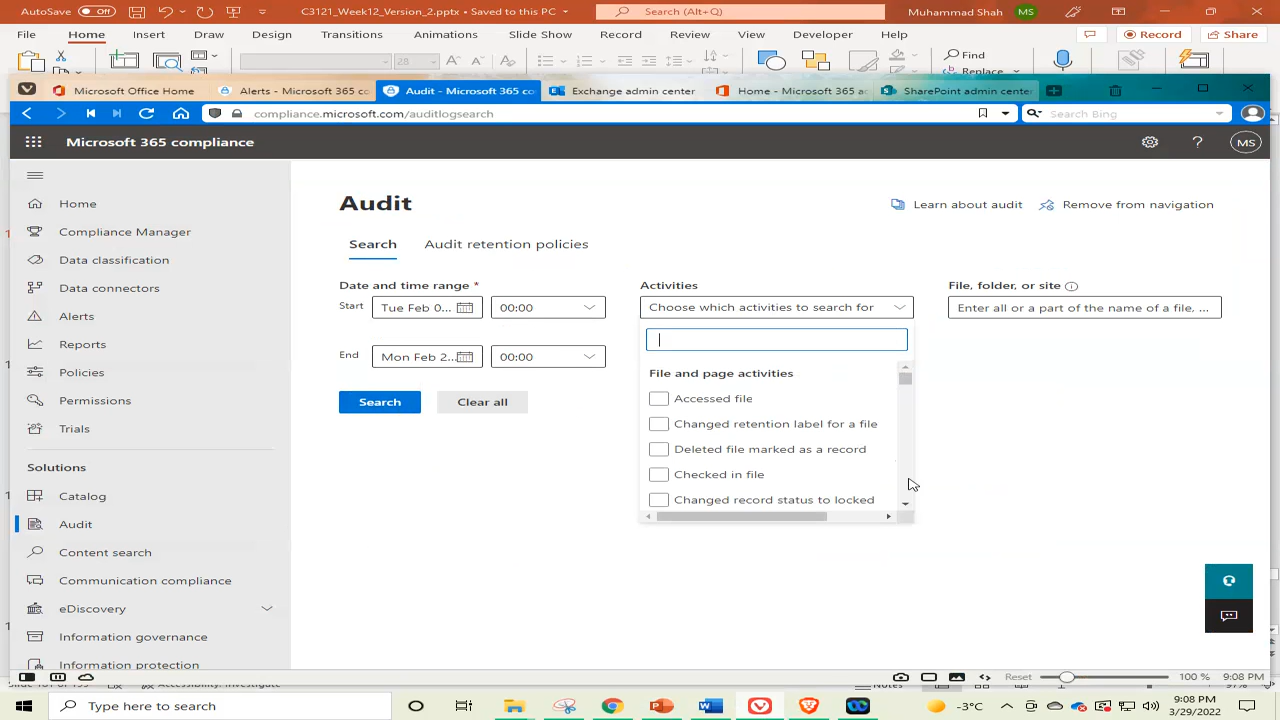 AutoSave Off C3121_Week12_Version_2.pptx • Saved to this PC Search (Alt+Q) Muhammad Shah MS
File Home Insert Draw Design Transitions Animations Slide Show Record Review View Developer Help Record Share
28 Find
Replace
Microsoft Office Home Alerts - Microsoft 365 co Audit - Microsoft 365 co Exchange admin center Home - Microsoft 365 a SharePoint admin center
compliance.microsoft.com/auditlogsearch Search Bing
Microsoft 365 compliance ? MS
Home
Compliance Manager
Data classification
Data connectors
Alerts
Reports
Policies
Permissions
Trials
Solutions
Catalog
Audit
Content search
Communication compliance
eDiscovery
Information governance
Information protection
Audit
Learn about audit Remove from navigation
Search Audit retention policies
Date and time range * Activities File, folder, or site
Start Tue Feb 0... 00:00 Choose which activities to search for Enter all or a part of the name of a file, ...
End Mon Feb 2... 00:00
Search Clear all
File and page activities
Accessed file
Changed retention label for a file
Deleted file marked as a record
Checked in file
Changed record status to locked
Reset 100 % 9:08 PM
Accessibility: Investigate Notes
Type here to search -3°C 9:08 PM
3/29/2022